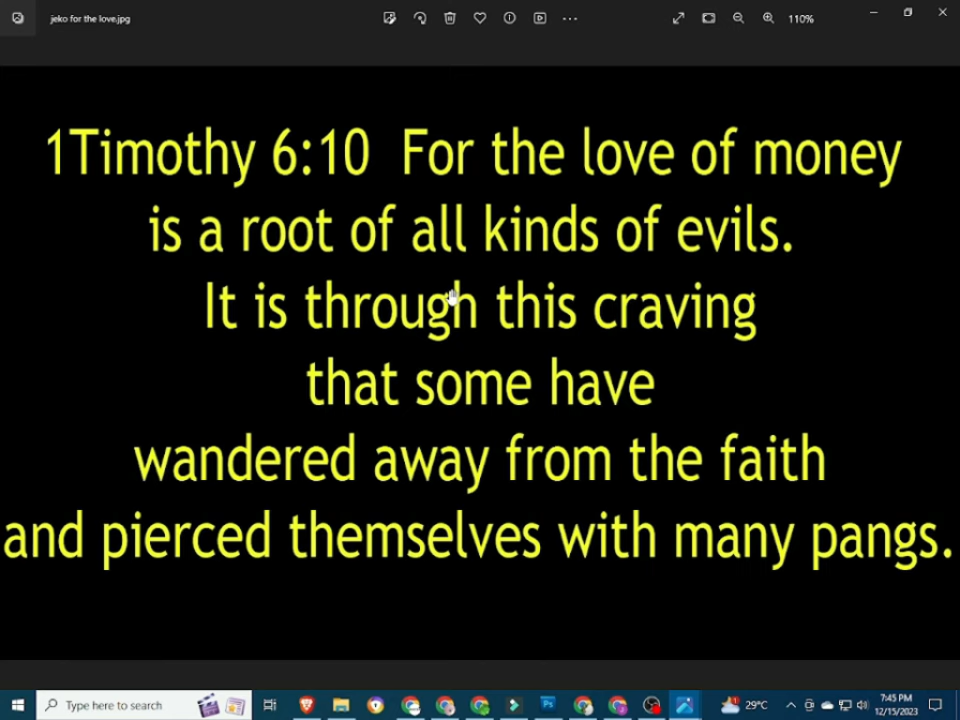 jeko for the love.jpg
110%
1Timothy 6:10 For the love of money
is a root of all kinds of evils.
It is through this craving
that some have
wandered away from the faith
and pierced themselves with many pangs.
Type here to search
Ps
29°C
7:45 PM
12/15/2023